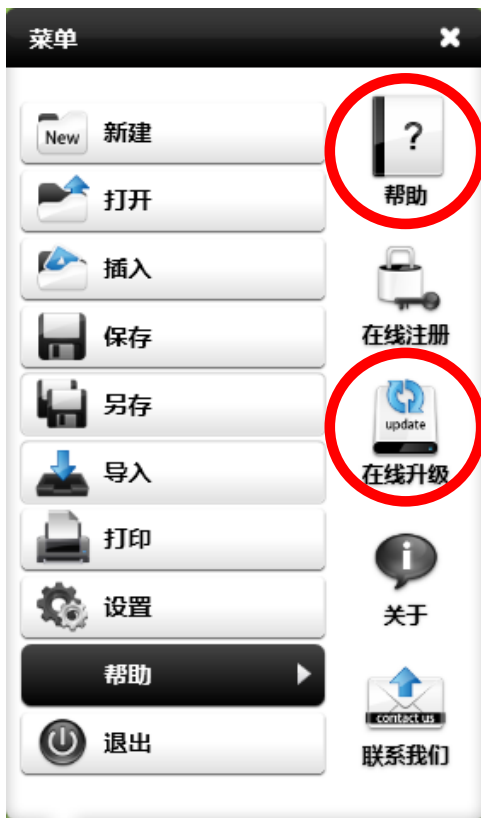 菜单
New 新建
打开
插入
保存
另存
导入
打印
设置
帮助
退出
?
帮助
在线注册
update
在线升级
i
关于
contact us
联系我们